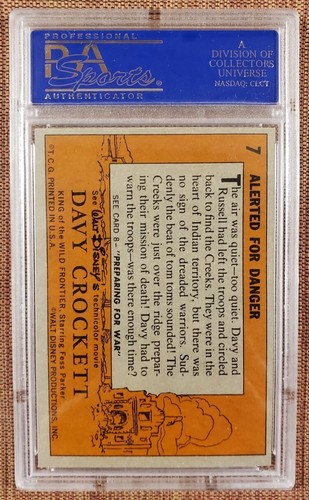 PROFESSIONAL
PSA
Sports
AUTHENTICATOR
A
DIVISION OF
COLLECTORS
UNIVERSE
NASDAQ: CLCT
7 ALERTED FOR DANGER
The air was quiet—too quiet. Davy and
Russell had left the troops and circled
back to find the Creeks. They were in the
heart of Indian territory, but there was
no sign of the dreaded warriors. Sud-
denly the beat of tom toms sounded! The
Creeks were just over the ridge prepar-
ing their mission of death! Davy had to
warn the troops—was there enough time?
SEE CARD 8—"PREPARING FOR WAR"
See Walt Disney's technicolor movie
DAVY CROCKETT
KING of the WILD FRONTIER, Starring Fess Parker
©T.C.G. PRINTED IN U.S.A.
©WALT DISNEY PRODUCTIONS, INC.